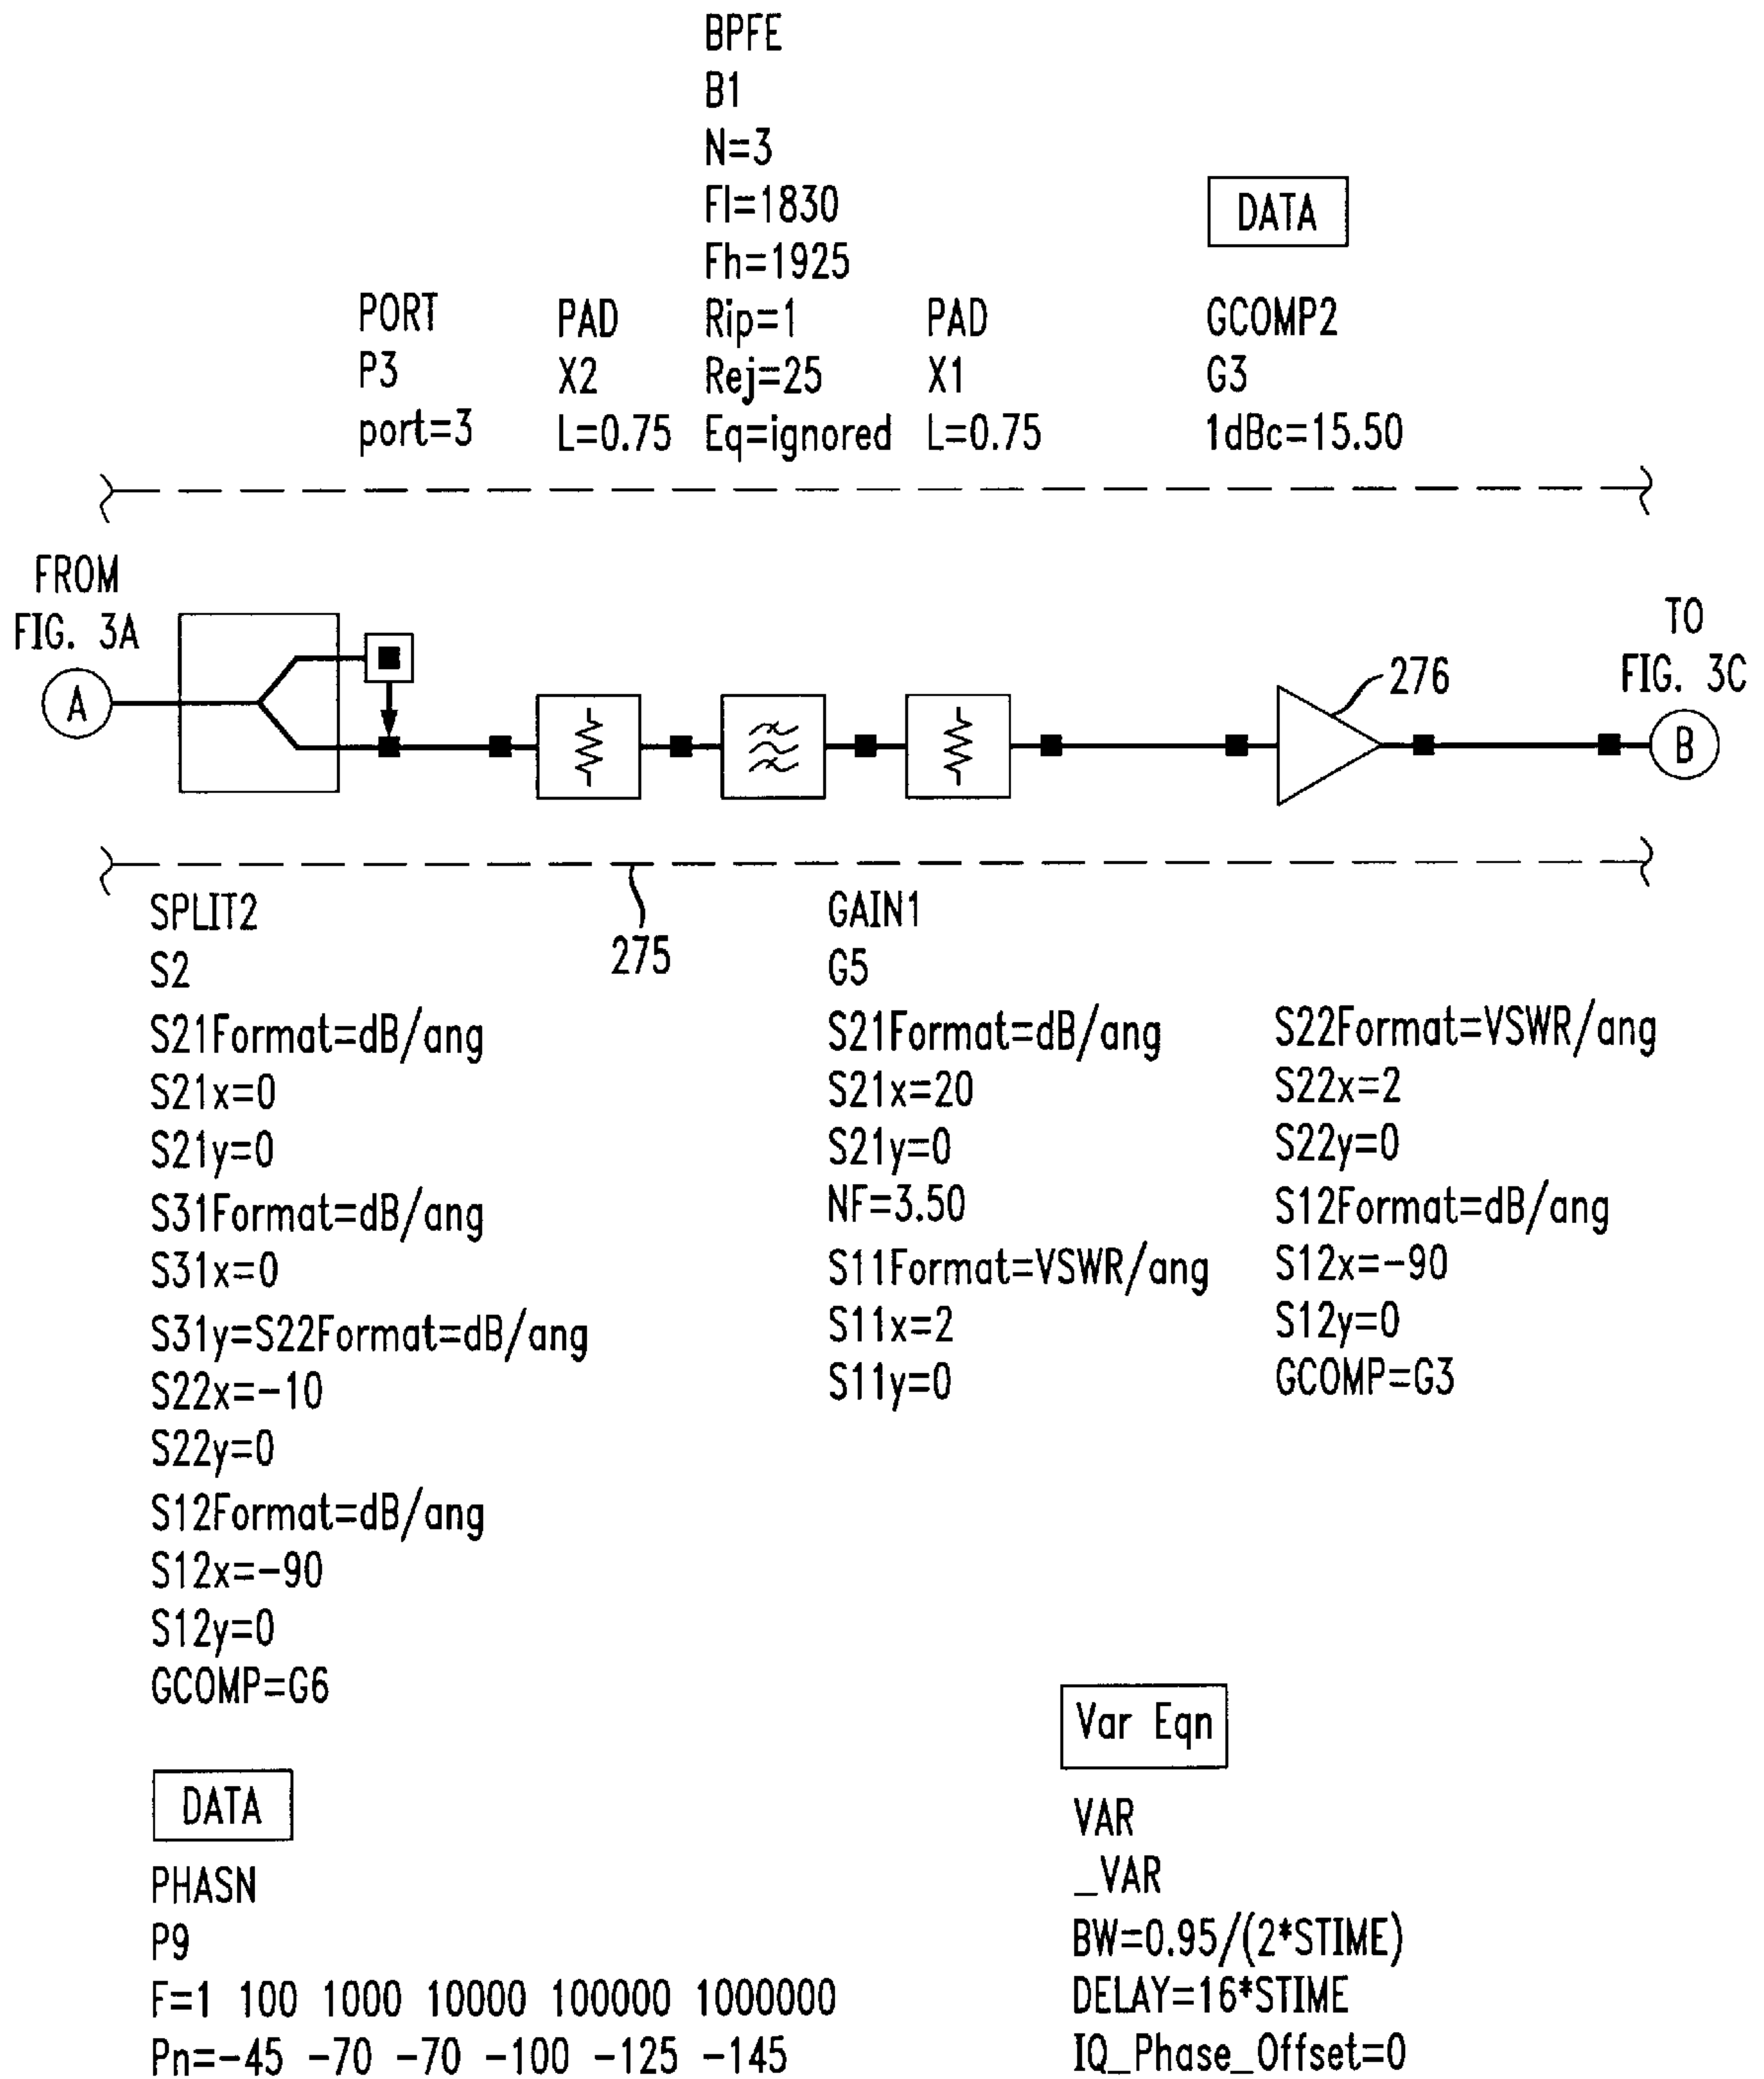 BPFE
B1
N=3
Fl=1830
Fh=1925
Rip=1
Rej=25
Eq=ignored
PORT
P3
port=3
PAD
X2
L=0.75
PAD
X1
L=0.75
DATA
GCOMP2
G3
1dBc=15.50
FROM
FIG. 3A
A
276
TO
FIG. 3C
B
275
SPLIT2
S2
S21Format=dB/ang
S21x=0
S21y=0
S31Format=dB/ang
S31x=0
S31y=S22Format=dB/ang
S22x=-10
S22y=0
S12Format=dB/ang
S12x=-90
S12y=0
GCOMP=G6
GAIN1
G5
S21Format=dB/ang
S21x=20
S21y=0
NF=3.50
S11Format=VSWR/ang
S11x=2
S11y=0
S22Format=VSWR/ang
S22x=2
S22y=0
S12Format=dB/ang
S12x=-90
S12y=0
GCOMP=G3
DATA
PHASN
P9
F=1 100 1000 10000 100000 1000000
Pn=-45 -70 -70 -100 -125 -145
Var Eqn
VAR
_VAR
BW=0.95/(2*STIME)
DELAY=16*STIME
IQ_Phase_Offset=0